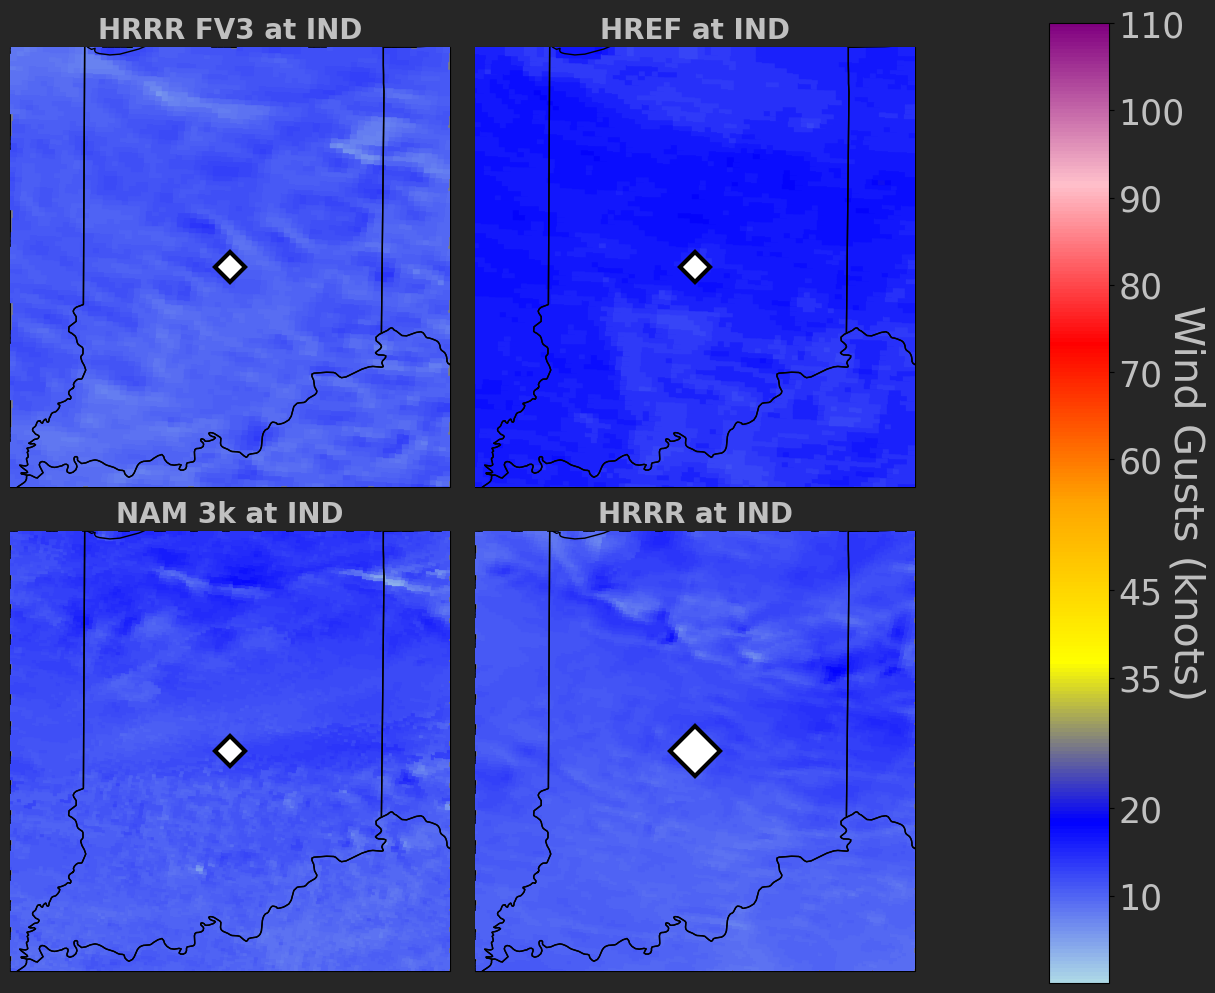 HRRR FV3 at IND
HREF at IND
NAM 3k at IND
HRRR at IND
110
100
90
80
70
60
45
35
20
10
Wind Gusts (knots)